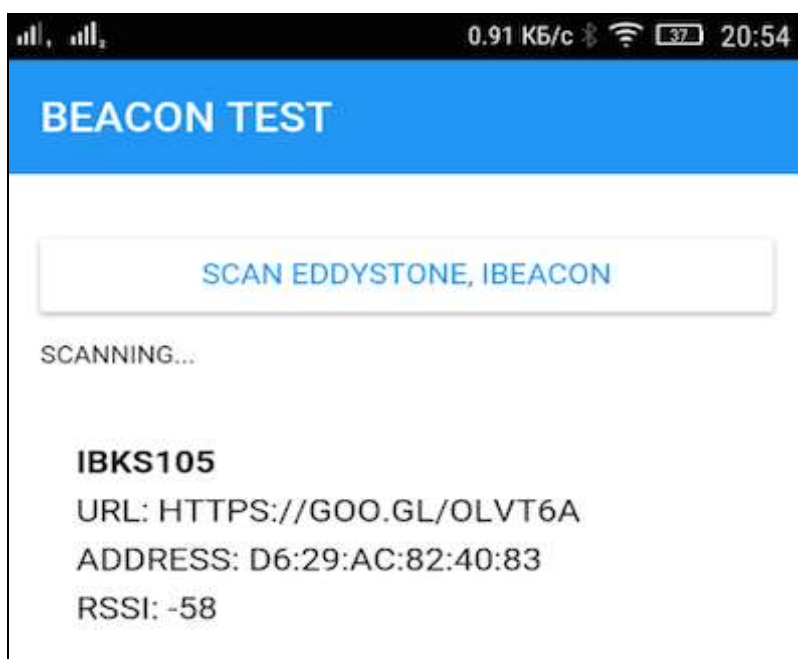 0.91 КБ/с 37 20:54
BEACON TEST
SCAN EDDYSTONE, IBEACON
SCANNING...
IBKS105
URL: HTTPS://GOO.GL/OLVT6A
ADDRESS: D6:29:AC:82:40:83
RSSI: -58